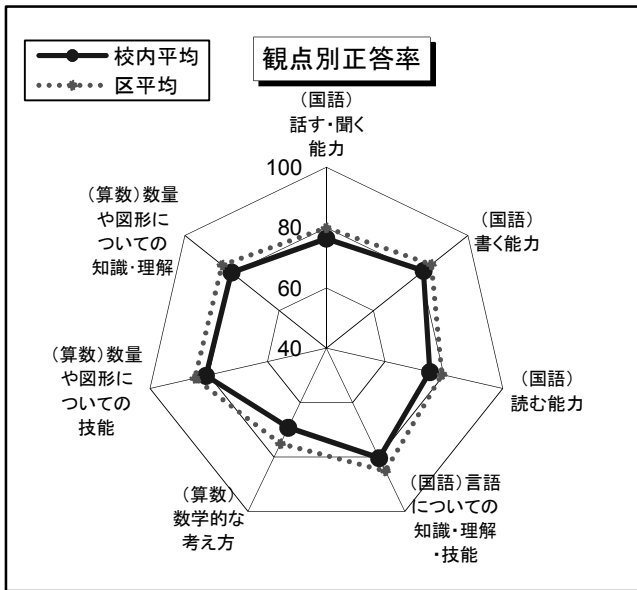 観点別正答率
校内平均
区平均
(国語)
話す・聞く
能力
(国語)
書く能力
(国語)
読む能力
(国語)言語
についての
知識・理解
・技能
(算数)
数学的な
考え方
(算数)数量
や図形に
ついての
技能
(算数)数量
や図形に
ついての
知識・理解
100
80
60
40